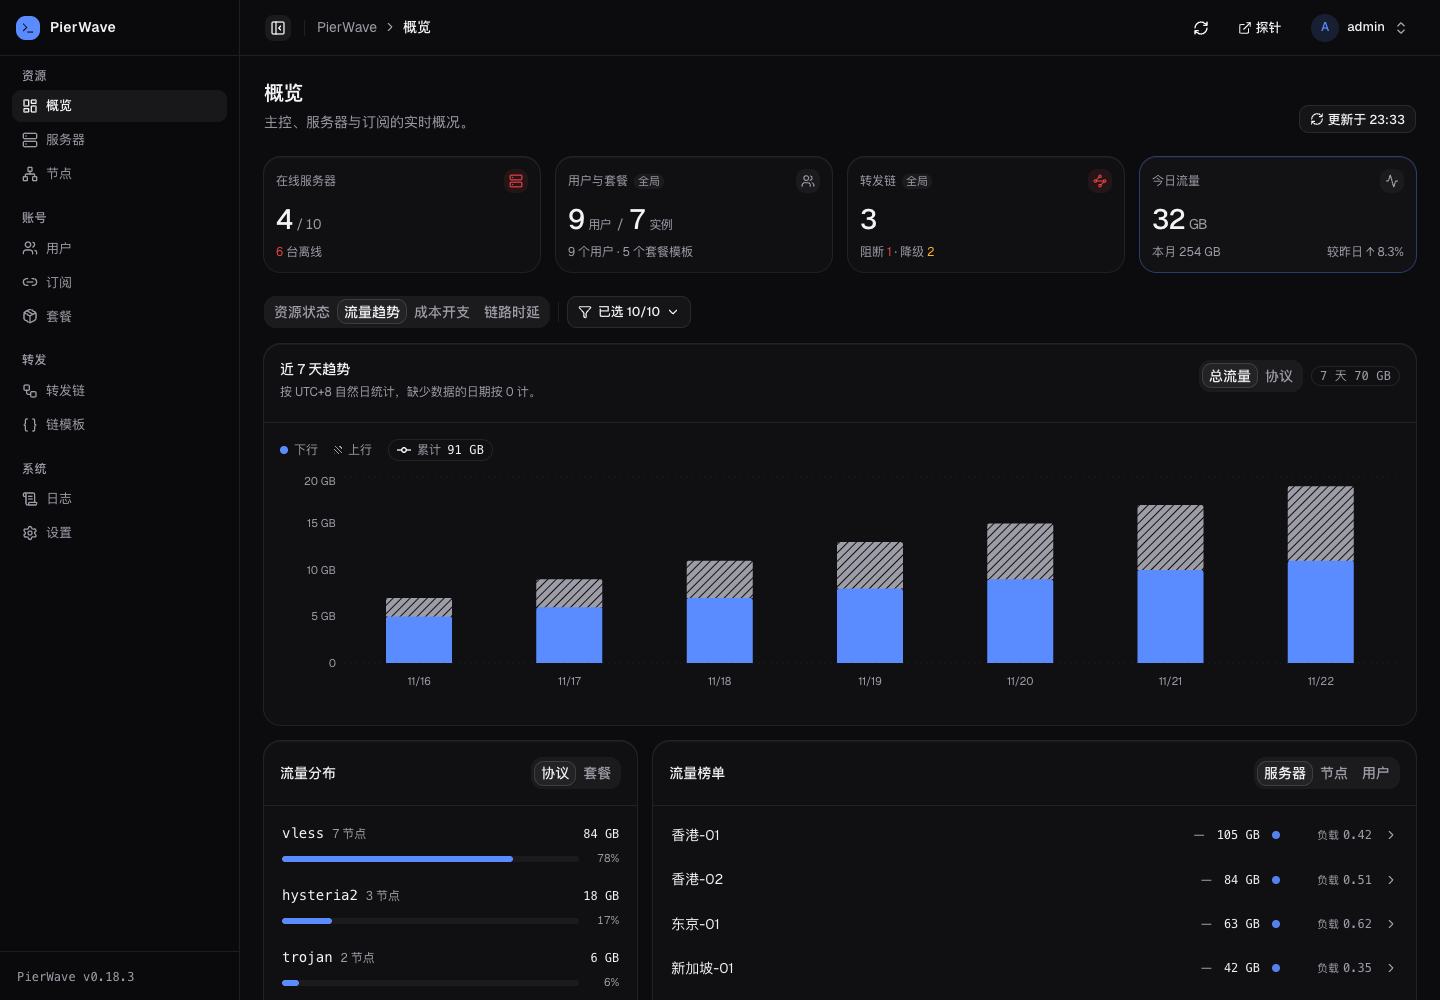 PierWave
PierWave > 概览
探针
A admin
资源
概览
服务器
节点
账号
用户
订阅
套餐
转发
转发链
链模板
系统
日志
设置
PierWave v0.18.3
概览
主控、服务器与订阅的实时概况。
更新于 23:33
在线服务器
4 / 10
6 台离线
用户与套餐 全局
9 用户 / 7 实例
9 个用户 · 5 个套餐模板
转发链 全局
3
阻断 1 · 降级 2
今日流量
32 GB
本月 254 GB 较昨日 ↑ 8.3%
资源状态 流量趋势 成本开支 链路时延 已选 10/10
近 7 天趋势
按 UTC+8 自然日统计，缺少数据的日期按 0 计。
总流量 协议 7 天 70 GB
下行 上行 累计 91 GB
20 GB
15 GB
10 GB
5 GB
0
11/16 11/17 11/18 11/19 11/20 11/21 11/22
流量分布
协议 套餐
vless 7 节点 84 GB
78%
hysteria2 3 节点 18 GB
17%
trojan 2 节点 6 GB
6%
流量榜单
服务器 节点 用户
香港-01 — 105 GB 负载 0.42
香港-02 — 84 GB 负载 0.51
东京-01 — 63 GB 负载 0.62
新加坡-01 — 42 GB 负载 0.35